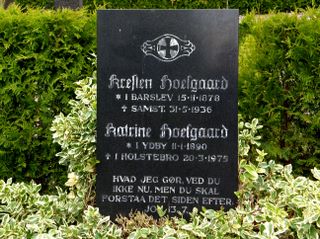 Kresten Hoelgaard
* I BARSLEV 15-11-1878
+ SAMST. 31-5-1936
Katrine Hoelgaard
* I YDBY 11-1-1890
+ I HOLSTEBRO 20-3-1975
HVAD JEG GØR, VED DU
IKKE NU, MEN DU SKAL
FORSTAA DET SIDEN EFTER.
JOH. 13-7